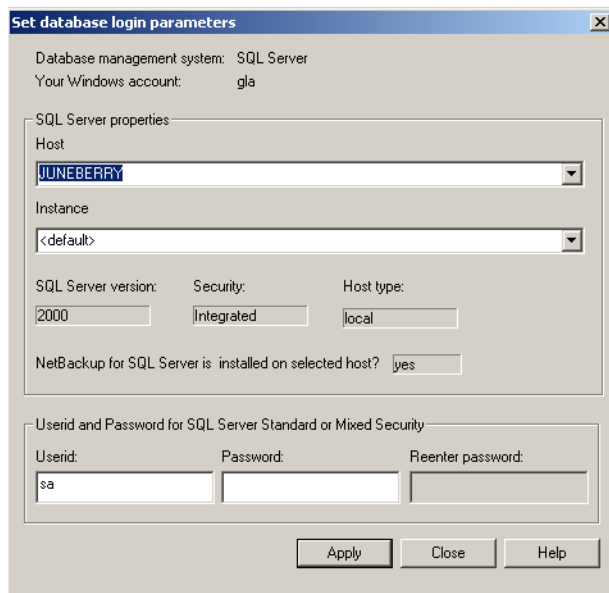 Set database login parameters
Database management system: SQL Server
Your Windows account: gla
SQL Server properties
Host
JUNEBERRY
Instance
<default>
SQL Server version: Security: Host type:
2000 Integrated local
NetBackup for SQL Server is installed on selected host? yes
Userid and Password for SQL Server Standard or Mixed Security
Userid: Password: Reenter password:
sa
Apply Close Help